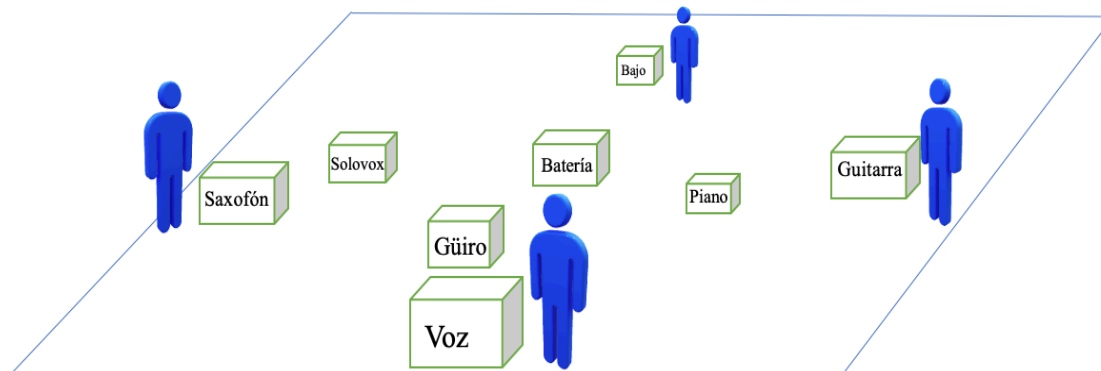 Bajo
Solovox
Batería
Guitarra
Saxofón
Piano
Güiro
Voz